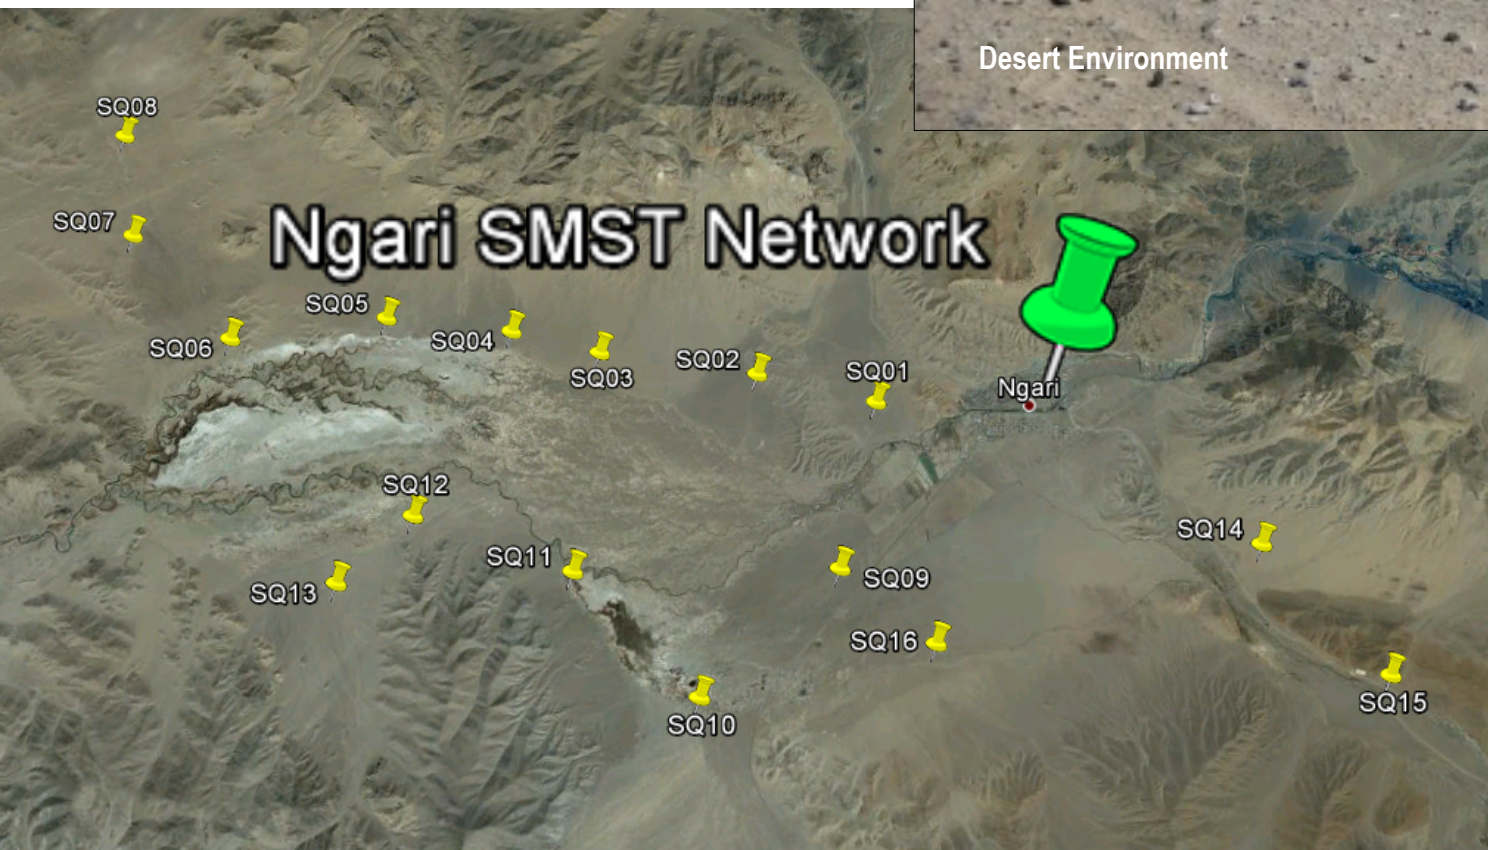 Desert Environment
SQ08
SQ07
Ngari SMST Network
SQ05
SQ04
SQ06
SQ03
SQ02
SQ01
Ngari
SQ12
SQ11
SQ13
SQ09
SQ14
SQ16
SQ10
SQ15